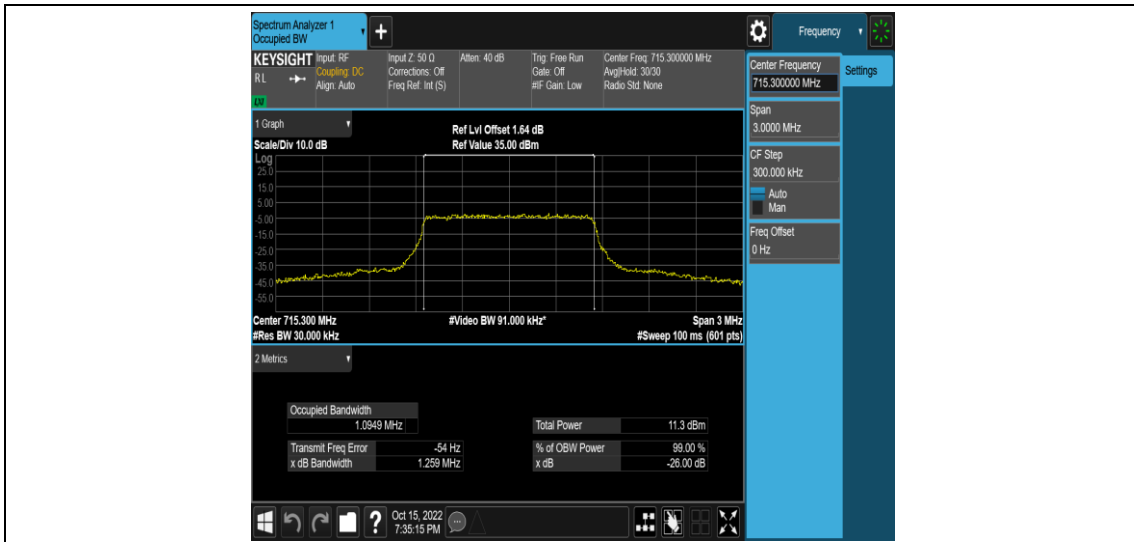 Spectrum Analyzer 1
Occupied BW
+
Frequency
KEYSIGHT
RL
LXI
Input: RF
Coupling: DC
Align: Auto
Input Z: 50 Ω
Corrections: Off
Freq Ref: Int (S)
Atten: 40 dB
Trig: Free Run
Gate: Off
#IF Gain: Low
Center Freq: 715.300000 MHz
Avg|Hold: 30/30
Radio Std: None
Center Frequency
715.300000 MHz
Settings
Span
3.0000 MHz
CF Step
300.000 kHz
Auto
Man
Freq Offset
0 Hz
1 Graph
Scale/Div 10.0 dB
Ref Lvl Offset 1.64 dB
Ref Value 35.00 dBm
Log
25.0
15.0
5.00
-5.00
-15.0
-25.0
-35.0
-45.0
-55.0
Center 715.300 MHz
#Video BW 91.000 kHz*
Span 3 MHz
#Res BW 30.000 kHz
#Sweep 100 ms (601 pts)
2 Metrics
Occupied Bandwidth
1.0949 MHz
Total Power 11.3 dBm
Transmit Freq Error -54 Hz
% of OBW Power 99.00 %
x dB Bandwidth 1.259 MHz
x dB -26.00 dB
?
Oct 15, 2022
7:35:15 PM